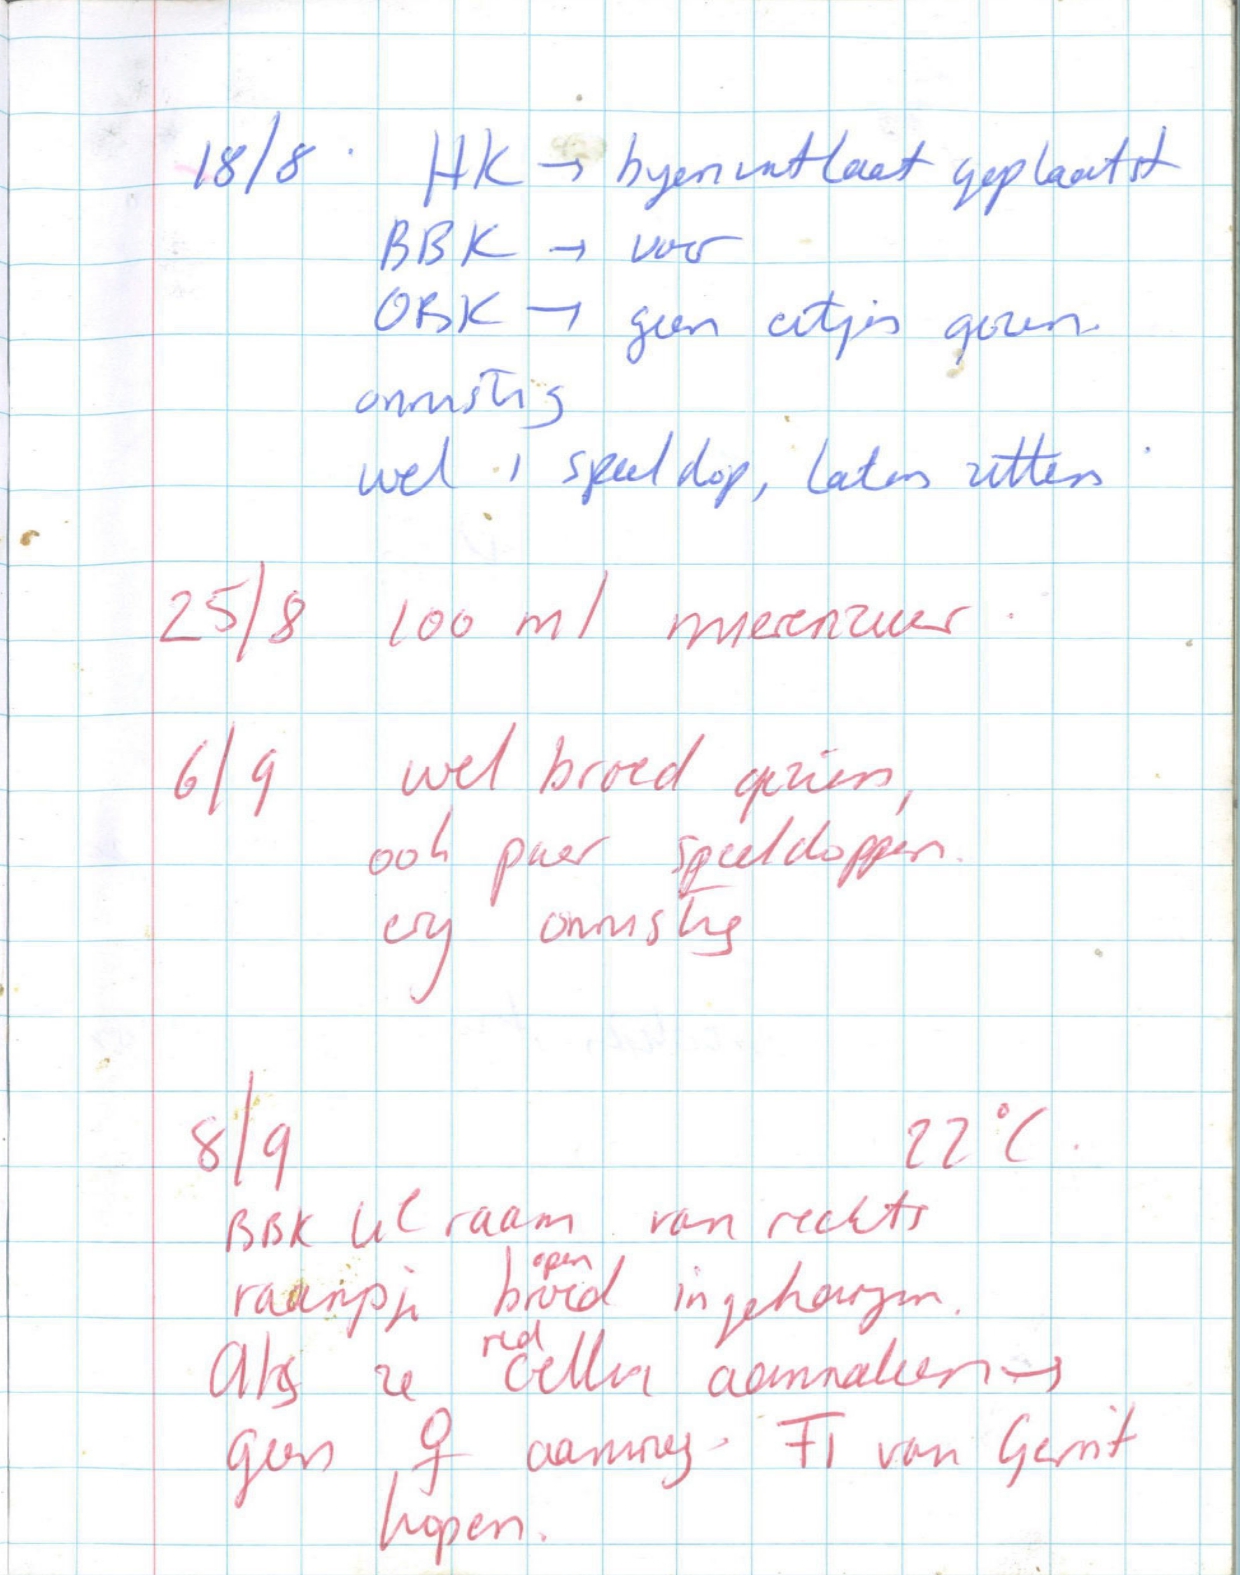 18/8. HK → bijenuitlaat geplaatst
BBK → voer
OBK → geen eitjes gezien.
onrustig
wel 1 speeldop, laten zitten
25/8 100 ml mierenzuur.
6/9 wel broed gezien,
ook paar speeldoppen.
erg onrustig
8/9 22°C.
BBK raam van rechts
raampje broed ingehangen.
open
Als ze cellen aanmaken →
red
geen ♀ aanwezig. F1 van Gerrit
kopen.